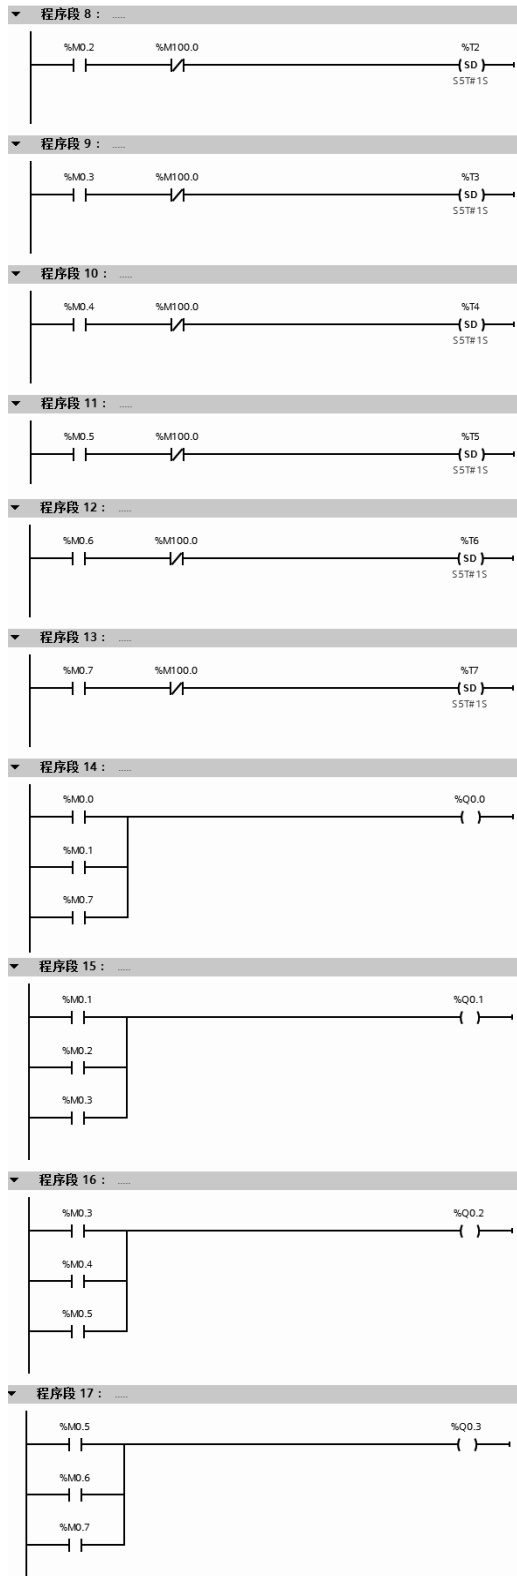 程序段 8： .....
%M0.2 %M100.0 %T2
SD
S5T#1S
程序段 9： .....
%M0.3 %M100.0 %T3
SD
S5T#1S
程序段 10： .....
%M0.4 %M100.0 %T4
SD
S5T#1S
程序段 11： .....
%M0.5 %M100.0 %T5
SD
S5T#1S
程序段 12： .....
%M0.6 %M100.0 %T6
SD
S5T#1S
程序段 13： .....
%M0.7 %M100.0 %T7
SD
S5T#1S
程序段 14： .....
%M0.0 %Q0.0
%M0.1
%M0.7
程序段 15： .....
%M0.1 %Q0.1
%M0.2
%M0.3
程序段 16： .....
%M0.3 %Q0.2
%M0.4
%M0.5
程序段 17： .....
%M0.5 %Q0.3
%M0.6
%M0.7